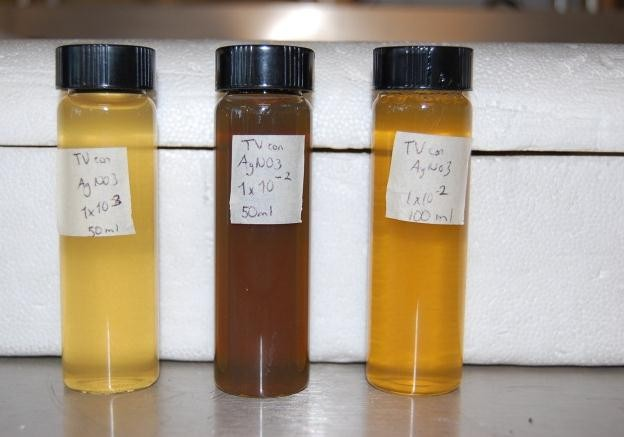 TV con
AgNO3
1x10-3
50ml
TV con
AgNO3
1x10-2
50ml
TV con
AgNO3
1x10-2
100 ml